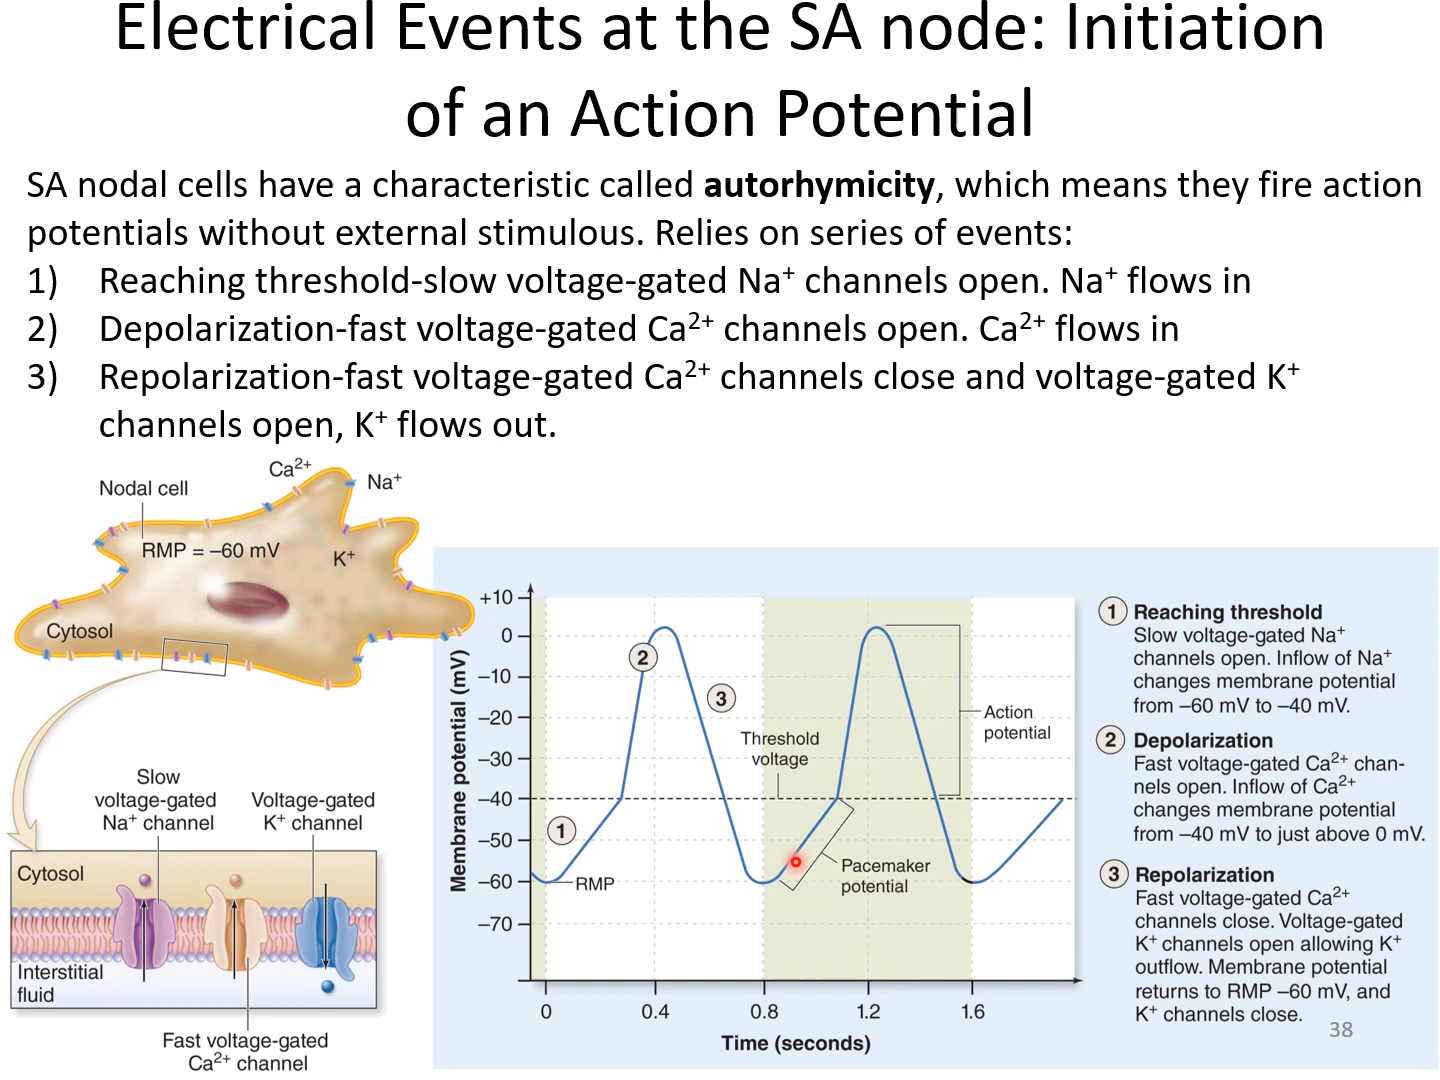 Electrical Events at the SA node: Initiation
of an Action Potential
SA nodal cells have a characteristic called autorhymicity, which means they fire action
potentials without external stimulous. Relies on series of events:
1) Reaching threshold-slow voltage-gated Na⁺ channels open. Na⁺ flows in
2) Depolarization-fast voltage-gated Ca²⁺ channels open. Ca²⁺ flows in
3) Repolarization-fast voltage-gated Ca²⁺ channels close and voltage-gated K⁺
channels open, K⁺ flows out.
Ca²⁺
Na⁺
Nodal cell
RMP = –60 mV
K⁺
Cytosol
Slow
voltage-gated
Na⁺ channel
Voltage-gated
K⁺ channel
Cytosol
Interstitial
fluid
Fast voltage-gated
Ca²⁺ channel
Membrane potential (mV)
+10
0
–10
–20
–30
–40
–50
–60
–70
1
2
3
RMP
Threshold
voltage
Action
potential
Pacemaker
potential
0
0.4
0.8
1.2
1.6
Time (seconds)
1 Reaching threshold
Slow voltage-gated Na⁺
channels open. Inflow of Na⁺
changes membrane potential
from –60 mV to –40 mV.
2 Depolarization
Fast voltage-gated Ca²⁺ chan-
nels open. Inflow of Ca²⁺
changes membrane potential
from –40 mV to just above 0 mV.
3 Repolarization
Fast voltage-gated Ca²⁺
channels close. Voltage-gated
K⁺ channels open allowing K⁺
outflow. Membrane potential
returns to RMP –60 mV, and
K⁺ channels close.
38